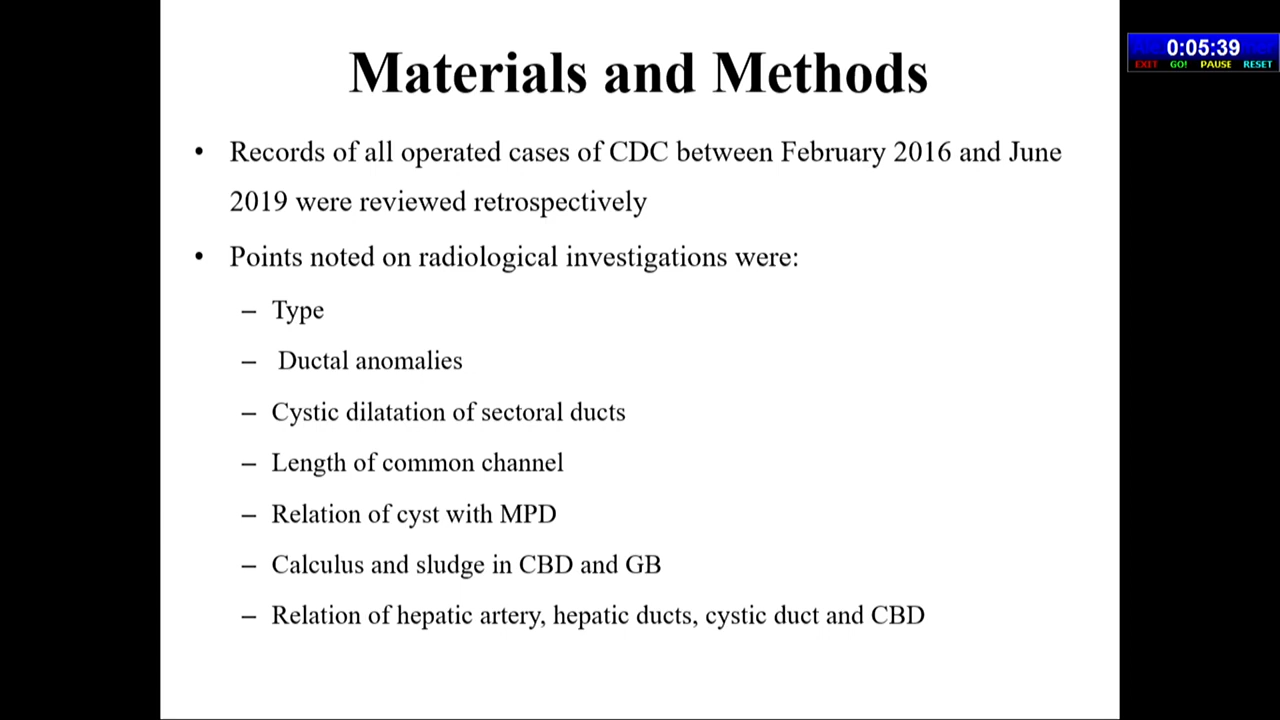 Materials and Methods
0:05:39
EXIT GO! PAUSE RESET
• Records of all operated cases of CDC between February 2016 and June
2019 were reviewed retrospectively
• Points noted on radiological investigations were:
– Type
– Ductal anomalies
– Cystic dilatation of sectoral ducts
– Length of common channel
– Relation of cyst with MPD
– Calculus and sludge in CBD and GB
– Relation of hepatic artery, hepatic ducts, cystic duct and CBD